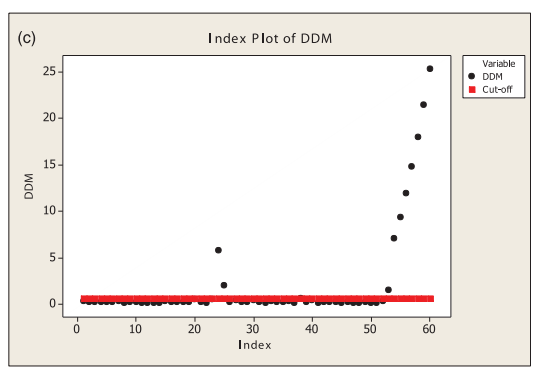 (c)
Index Plot of DDM
Variable
DDM
Cut-off
25
20
15
10
5
0
DDM
0 10 20 30 40 50 60
Index